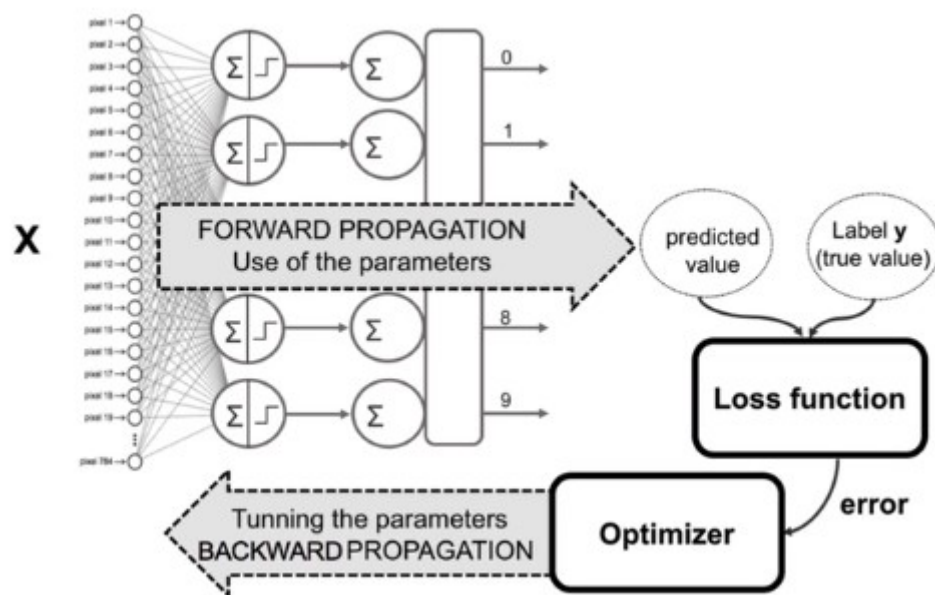 pixel 1
pixel 2
pixel 3
pixel 4
pixel 5
pixel 6
pixel 7
pixel 8
pixel 9
pixel 10
pixel 11
pixel 12
pixel 13
pixel 14
pixel 15
pixel 16
pixel 17
pixel 18
pixel 19
pixel 784
X
Σ
Σ
0
Σ
Σ
1
FORWARD PROPAGATION
Use of the parameters
predicted
value
Label y
(true value)
Σ
Σ
8
Σ
Σ
9
Loss function
error
Optimizer
Tunning the parameters
BACKWARD PROPAGATION